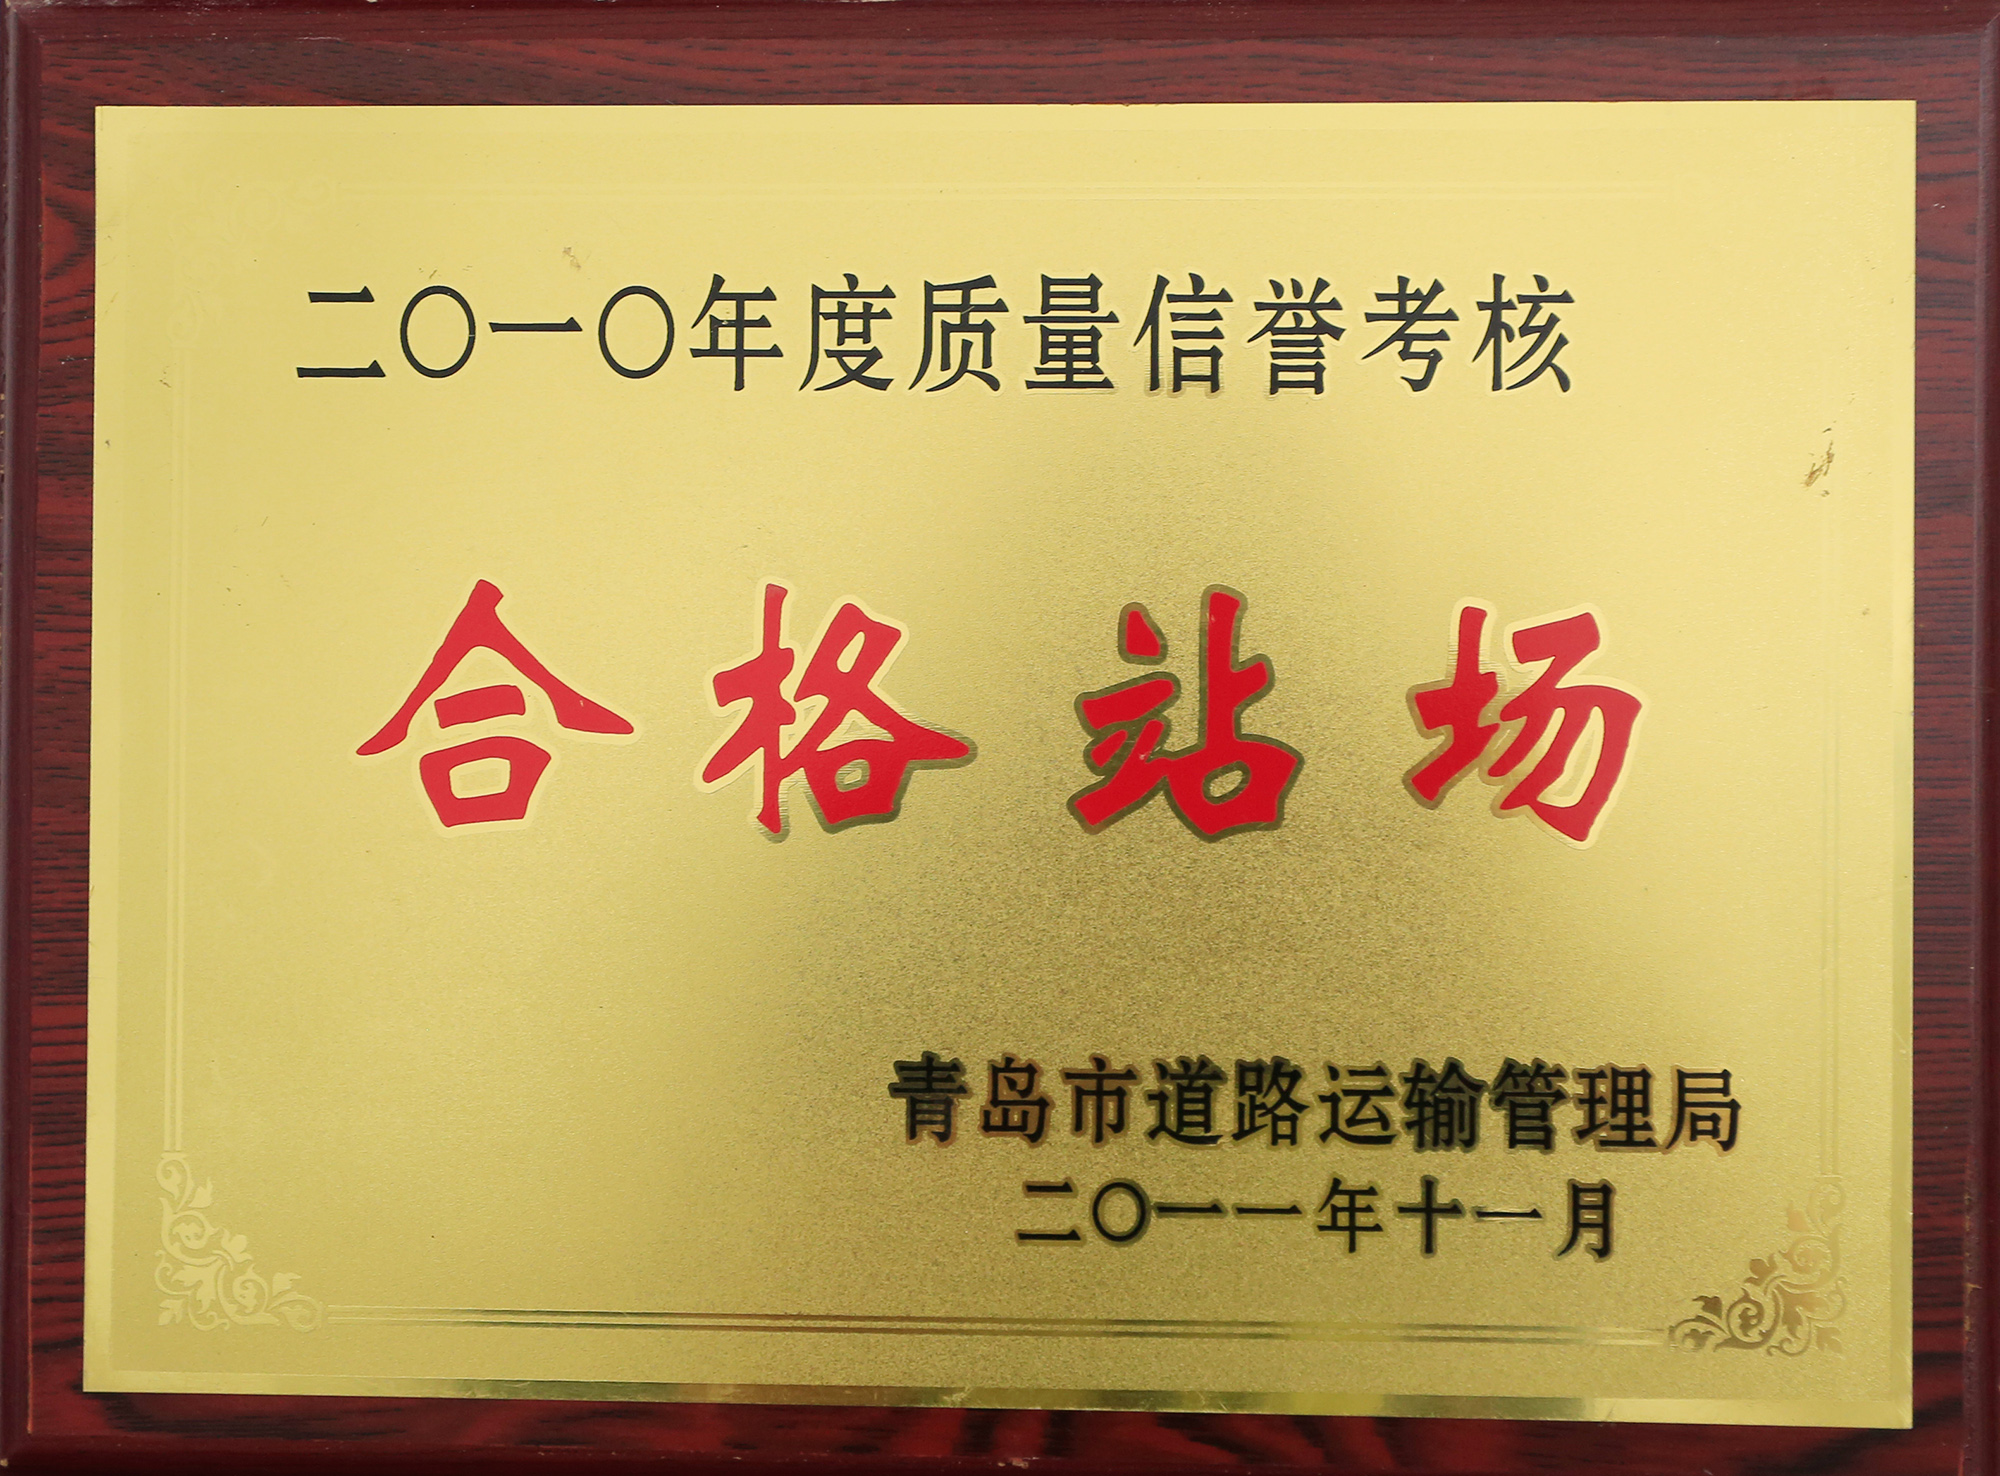 二〇一〇年度质量信誉考核
合格站场
青岛市道路运输管理局
二〇一一年十一月